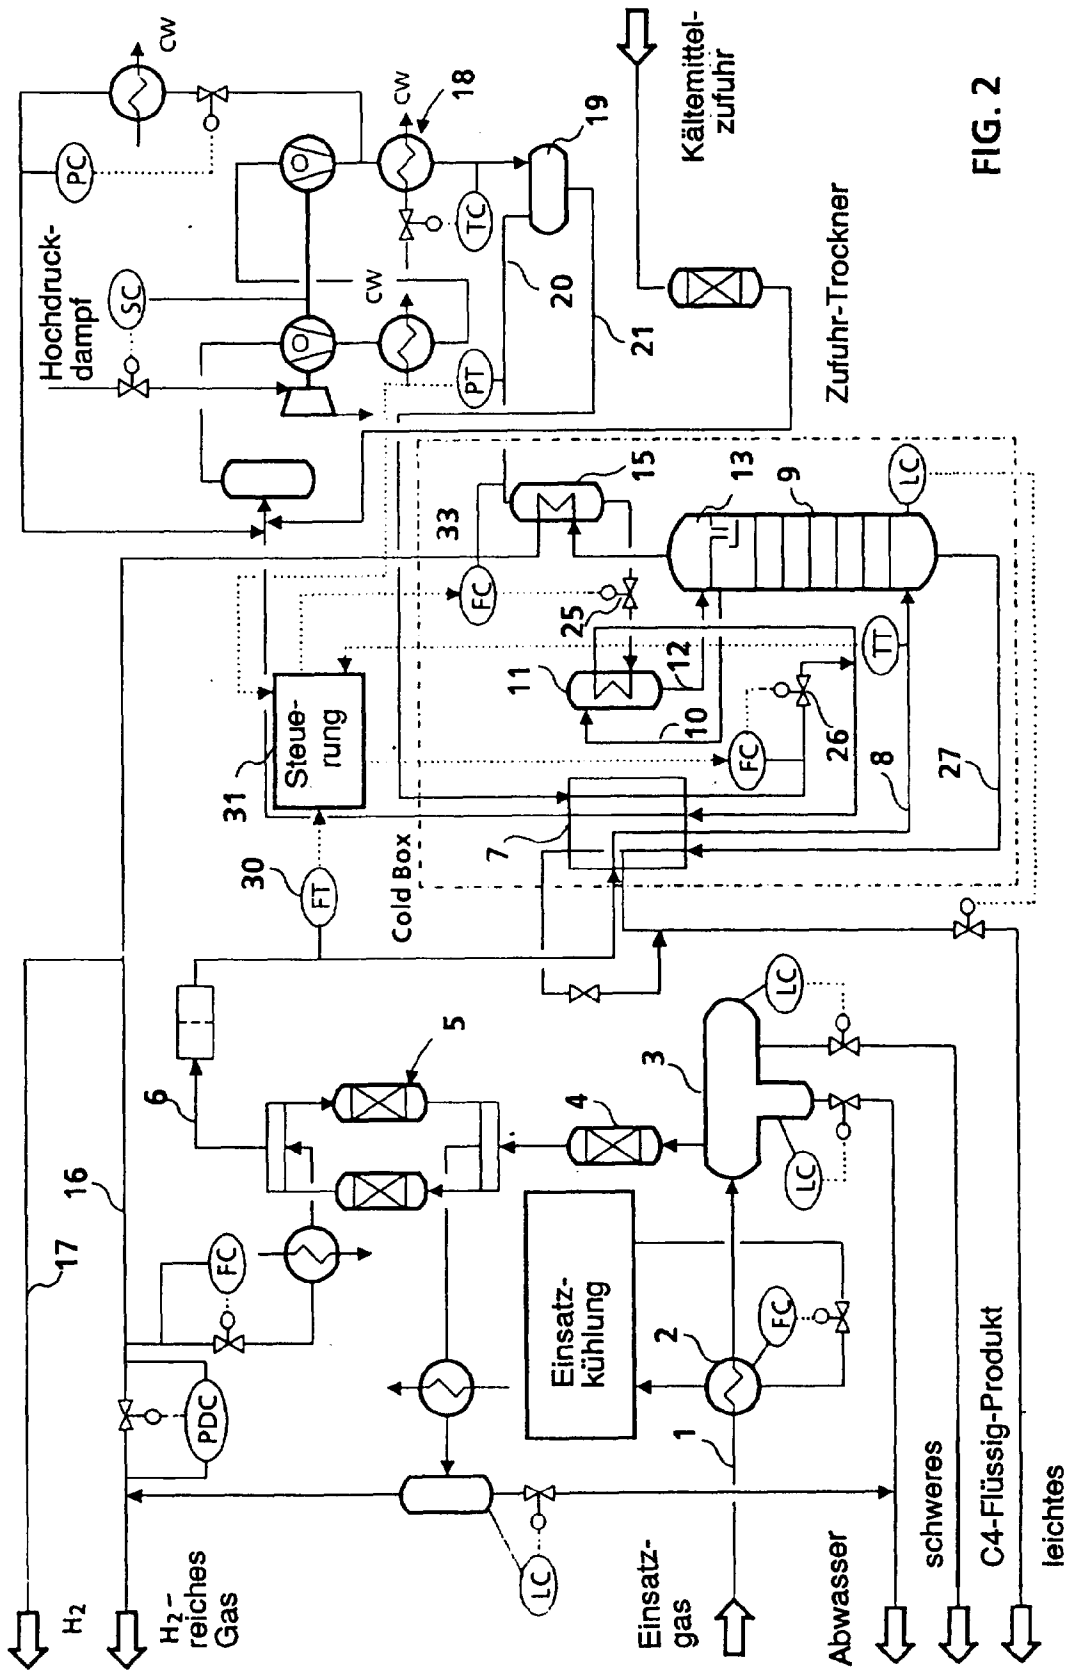 H2
H2-
reiches
Gas
17
16
PDC
FC
6
5
LC
Einsatz-
kühlung
4
3
LC
LC
FC
2
1
Einsatz-
gas
Abwasser
schweres
C4-Flüssig-Produkt
leichtes
Hochdruck-
dampf
SC
PC
CW
CW
CW
18
TC
19
20
21
PT
Kältemittel-
zufuhr
Zufuhr-Trockner
FIG. 2
31
Steue-
rung
30
FT
Cold Box
33
FC
15
25
11
12
10
13
9
LC
TT
FC
26
7
8
27